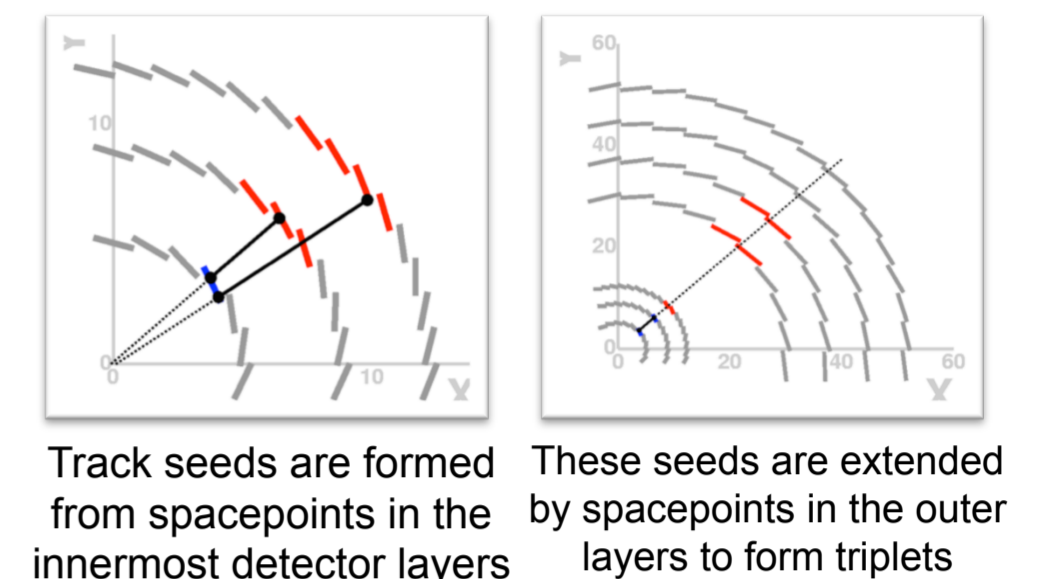 Y
10
0
0
10
X
60
Y
40
20
0
0
20
40
60
X
Track seeds are formed
from spacepoints in the
innermost detector layers
These seeds are extended
by spacepoints in the outer
layers to form triplets